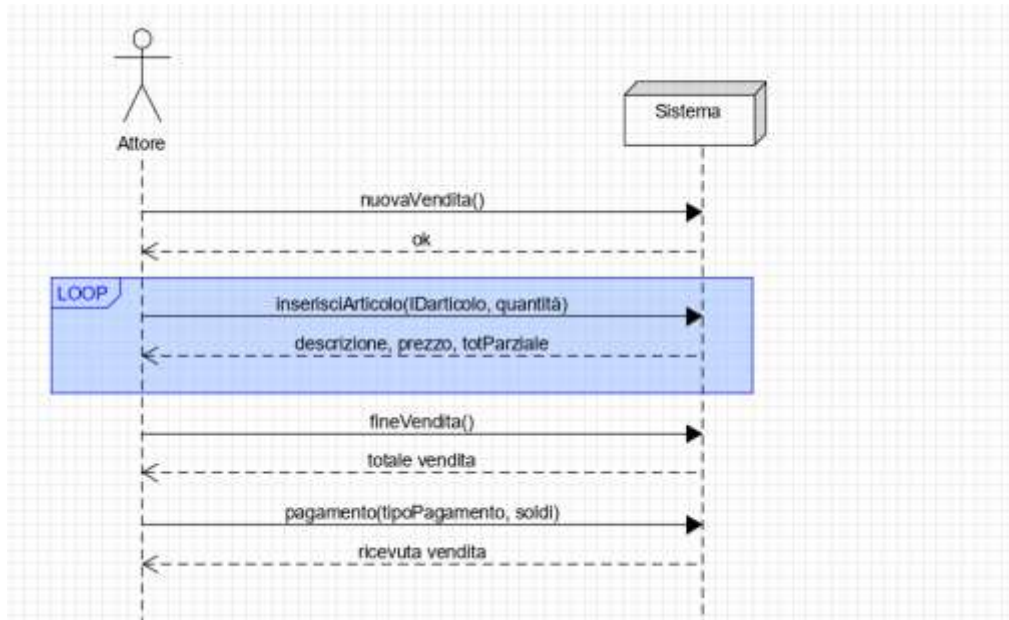 Attore
Sistema
nuovaVendita()
ok
LOOP
inserisciArticolo(IDarticolo, quantità)
descrizione, prezzo, totParziale
fineVendita()
totale vendita
pagamento(tipoPagamento, soldi)
ricevuta vendita